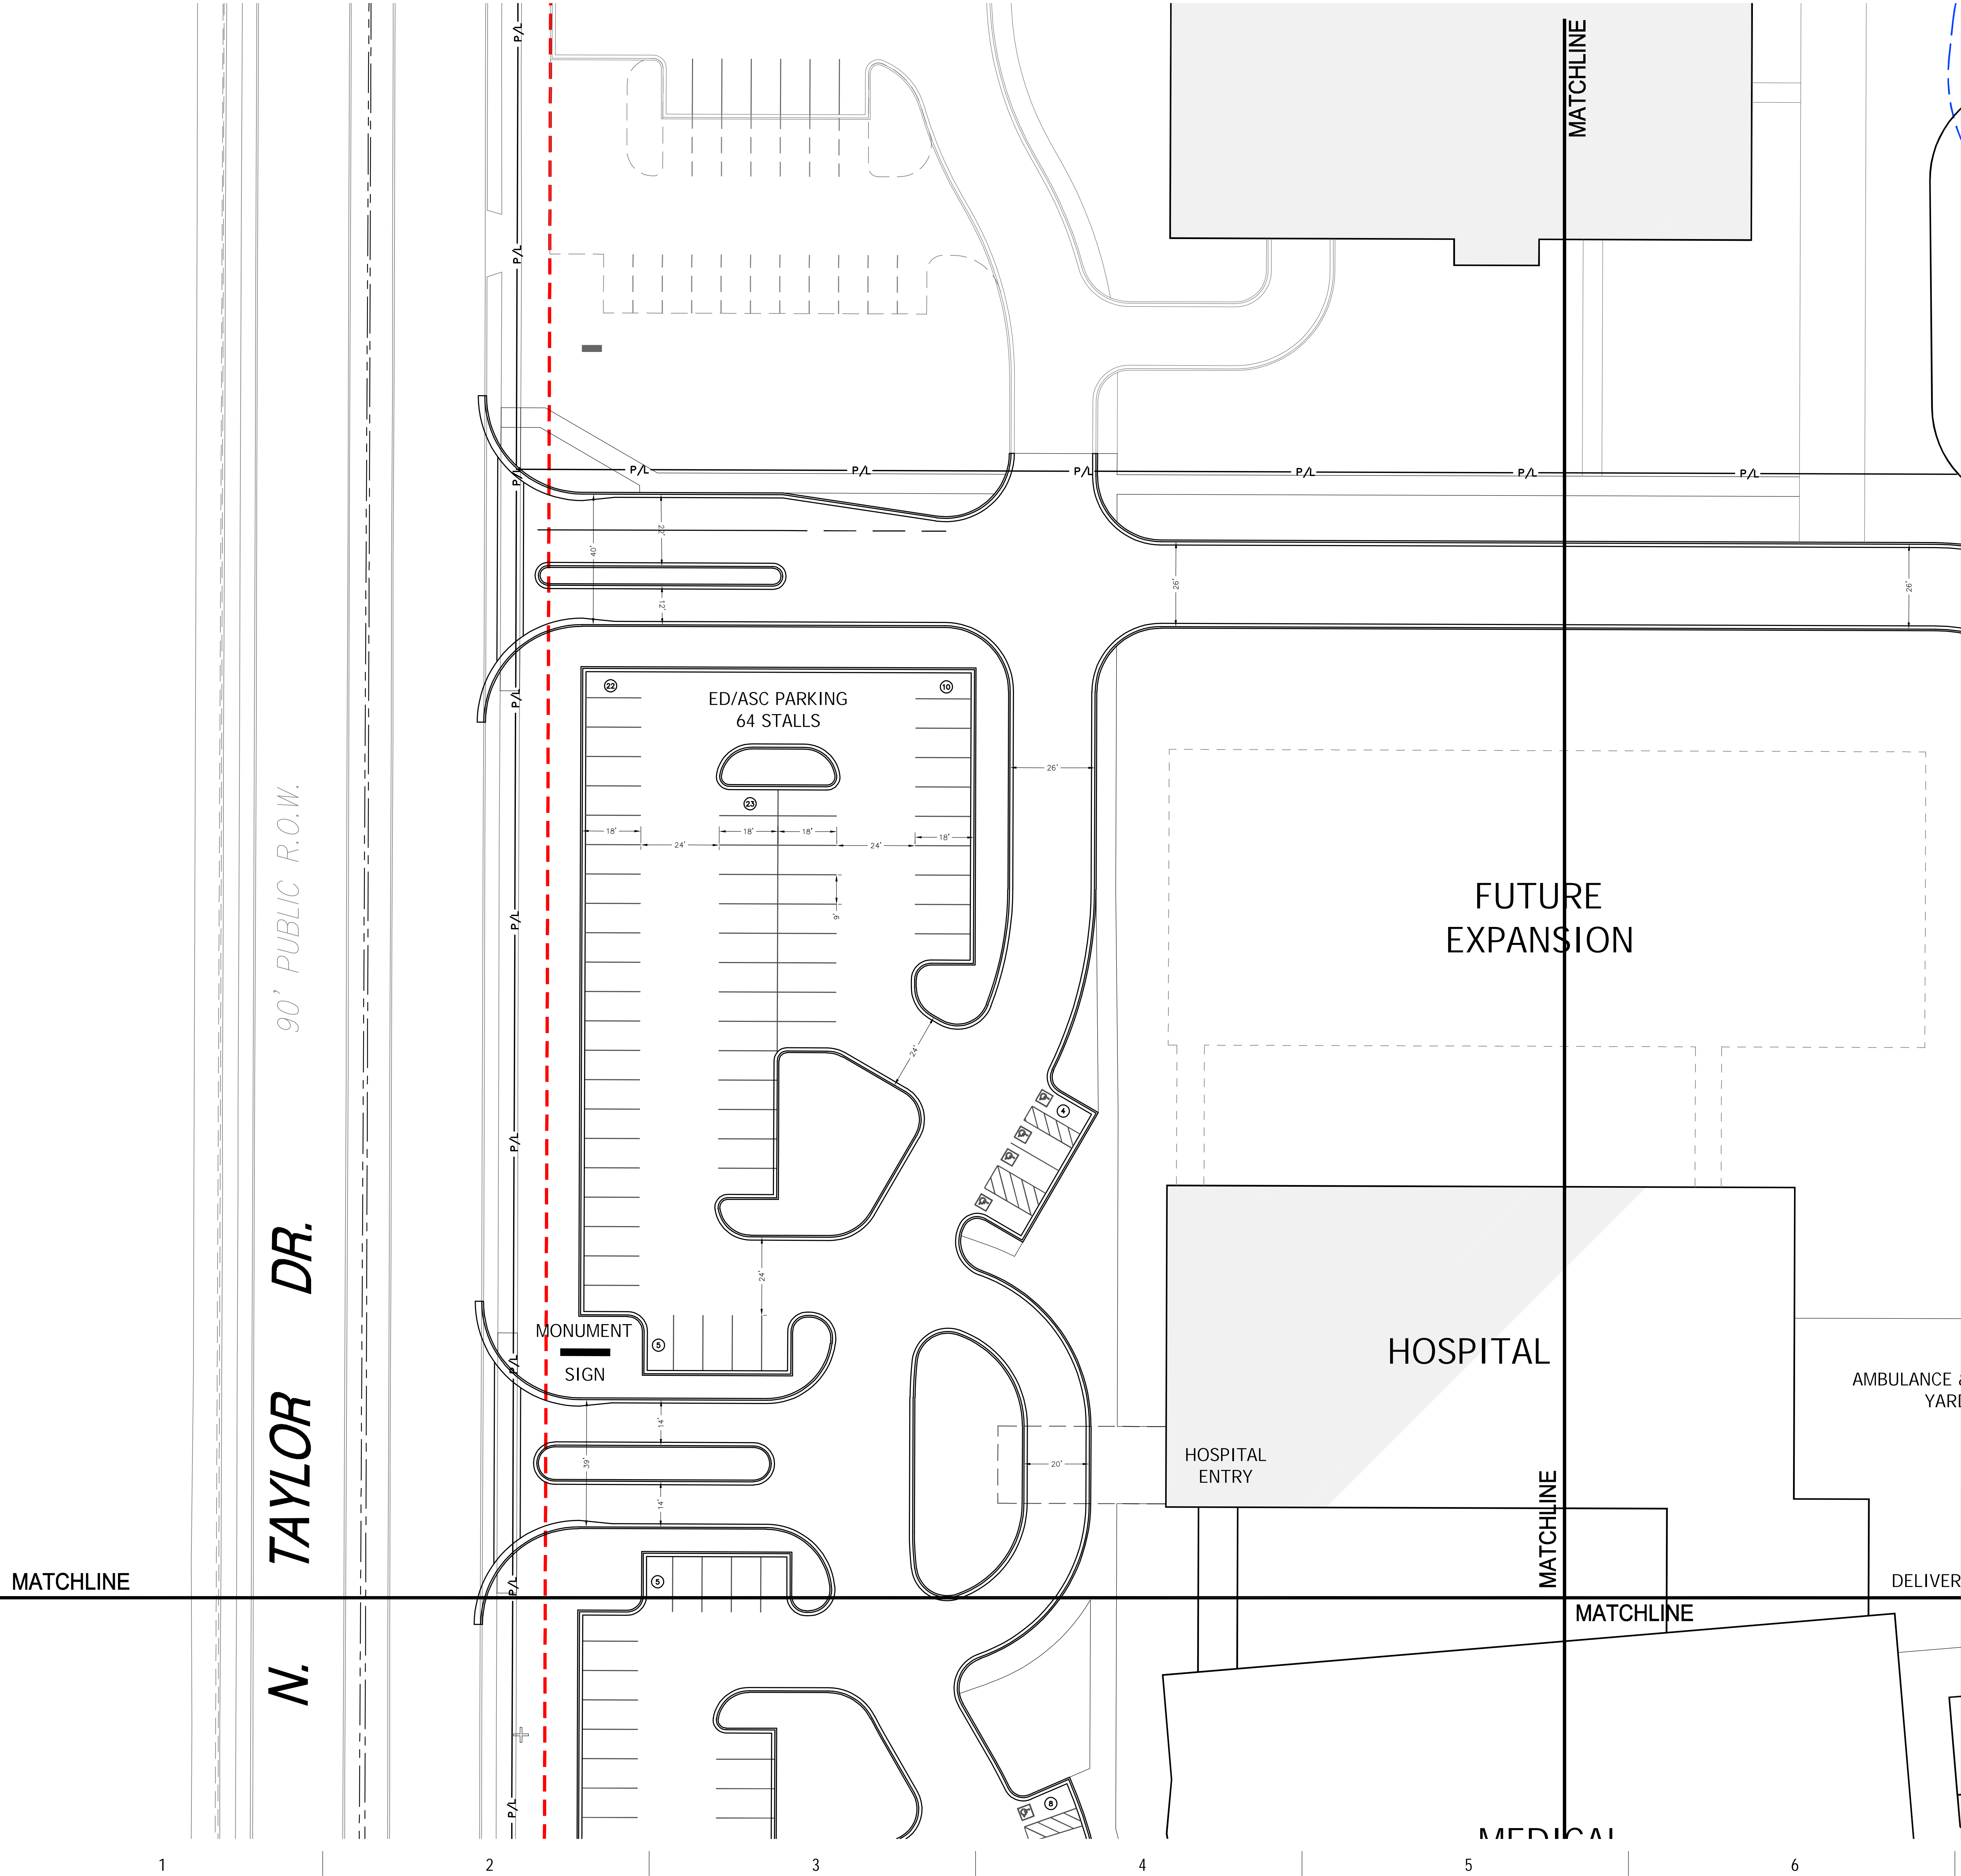 MATCHLINE
P/L
P/L
P/L
P/L
P/L
P/L
P/L
P/L
P/L
22'
40'
12'
26'
26'
P/L
22
10
ED/ASC PARKING
64 STALLS
26'
23
18'
18'
18'
18'
24'
24'
9'
90' PUBLIC R.O.W.
P/L
FUTURE
EXPANSION
24'
4
P/L
24'
N. TAYLOR DR.
MONUMENT
SIGN
5
P/L
HOSPITAL
AMBULANCE &
YARD
14'
39'
14'
20'
HOSPITAL
ENTRY
MATCHLINE
MATCHLINE
P/L
5
DELIVER
MATCHLINE
P/L
8
MEDICAL
1
2
3
4
5
6